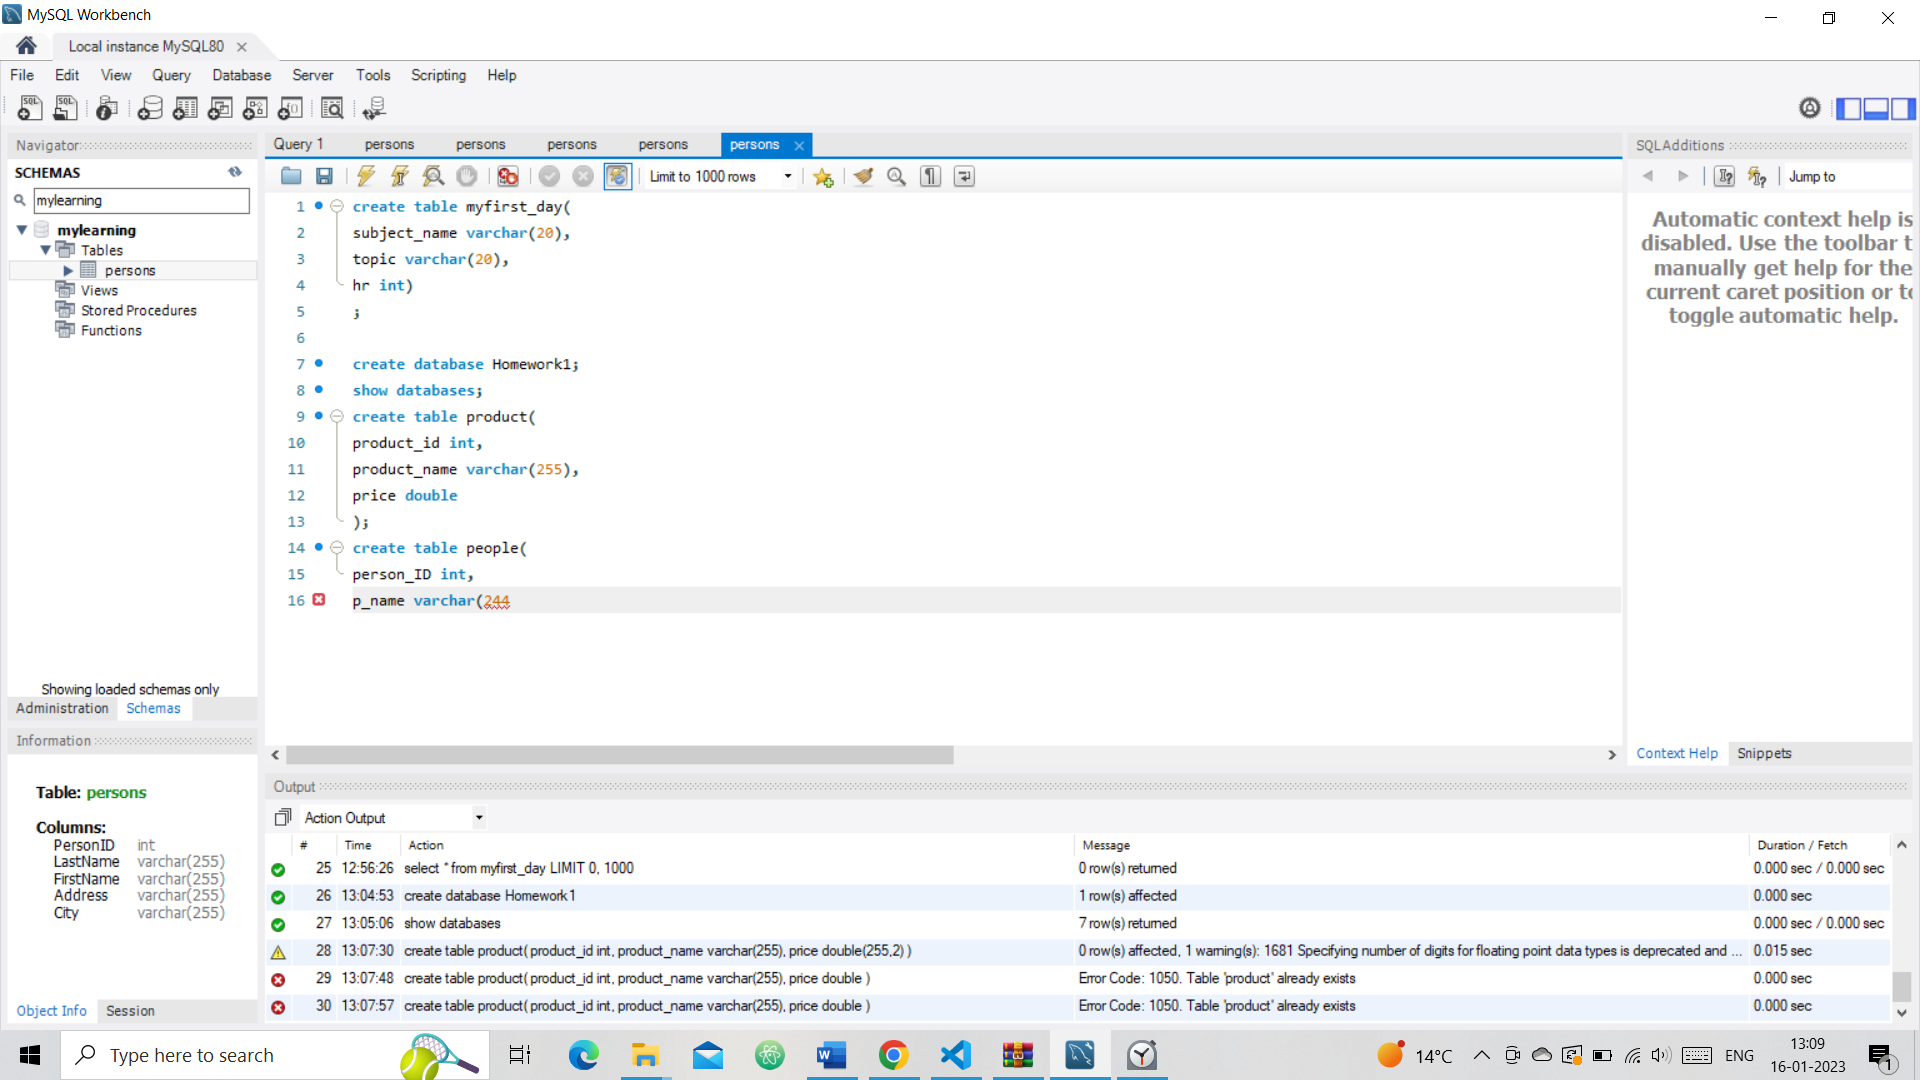 MySQL Workbench
Local instance MySQL80
File Edit View Query Database Server Tools Scripting Help
Navigator
SCHEMAS
mylearning
mylearning
Tables
persons
Views
Stored Procedures
Functions
Showing loaded schemas only
Administration Schemas
Information
Table: persons
Columns:
PersonID int
LastName varchar(255)
FirstName varchar(255)
Address varchar(255)
City varchar(255)
Object Info Session
Query 1 persons persons persons persons persons
Limit to 1000 rows
1 create table myfirst_day(
2 subject_name varchar(20),
3 topic varchar(20),
4 hr int)
5 ;
6
7 create database Homework1;
8 show databases;
9 create table product(
10 product_id int,
11 product_name varchar(255),
12 price double
13 );
14 create table people(
15 person_ID int,
16 p_name varchar(244
SQLAdditions
Jump to
Automatic context help is
disabled. Use the toolbar t
manually get help for the
current caret position or to
toggle automatic help.
Context Help Snippets
Output
Action Output
# Time Action Message Duration / Fetch
25 12:56:26 select * from myfirst_day LIMIT 0, 1000 0 row(s) returned 0.000 sec / 0.000 sec
26 13:04:53 create database Homework1 1 row(s) affected 0.000 sec
27 13:05:06 show databases 7 row(s) returned 0.000 sec / 0.000 sec
28 13:07:30 create table product( product_id int, product_name varchar(255), price double(255,2) ) 0 row(s) affected, 1 warning(s): 1681 Specifying number of digits for floating point data types is deprecated and ... 0.015 sec
29 13:07:48 create table product( product_id int, product_name varchar(255), price double ) Error Code: 1050. Table 'product' already exists 0.000 sec
30 13:07:57 create table product( product_id int, product_name varchar(255), price double ) Error Code: 1050. Table 'product' already exists 0.000 sec
Type here to search
14°C
ENG
13:09
16-01-2023
1